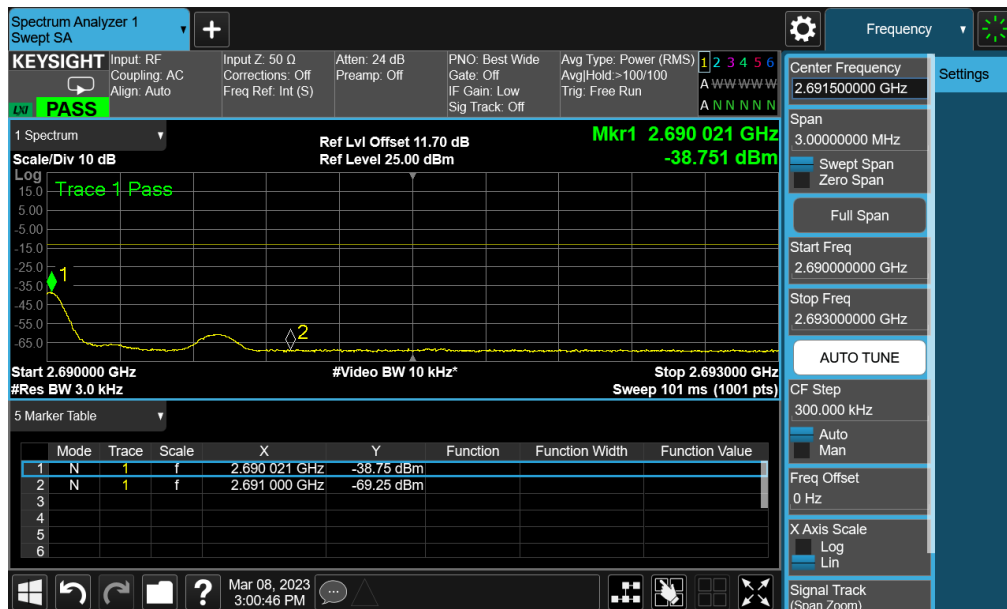 Spectrum Analyzer 1
Swept SA
+
Frequency
KEYSIGHT
Input: RF
Coupling: AC
Align: Auto
Input Z: 50 Ω
Corrections: Off
Freq Ref: Int (S)
Atten: 24 dB
Preamp: Off
PNO: Best Wide
Gate: Off
IF Gain: Low
Sig Track: Off
Avg Type: Power (RMS)
Avg|Hold:>100/100
Trig: Free Run
1 2 3 4 5 6
A W W W W W
A N N N N N
LXI PASS
1 Spectrum
Scale/Div 10 dB
Ref Lvl Offset 11.70 dB
Ref Level 25.00 dBm
Mkr1 2.690 021 GHz
-38.751 dBm
Log
Trace 1 Pass
15.0
5.00
-5.00
-15.0
-25.0
-35.0
-45.0
-55.0
-65.0
1
2
Start 2.690000 GHz
#Res BW 3.0 kHz
#Video BW 10 kHz*
Stop 2.693000 GHz
Sweep 101 ms (1001 pts)
5 Marker Table
Mode Trace Scale X Y Function Function Width Function Value
1 N 1 f 2.690 021 GHz -38.75 dBm
2 N 1 f 2.691 000 GHz -69.25 dBm
3
4
5
6
?
Mar 08, 2023
3:00:46 PM
Center Frequency
2.691500000 GHz
Settings
Span
3.00000000 MHz
Swept Span
Zero Span
Full Span
Start Freq
2.690000000 GHz
Stop Freq
2.693000000 GHz
AUTO TUNE
CF Step
300.000 kHz
Auto
Man
Freq Offset
0 Hz
X Axis Scale
Log
Lin
Signal Track
(Span Zoom)